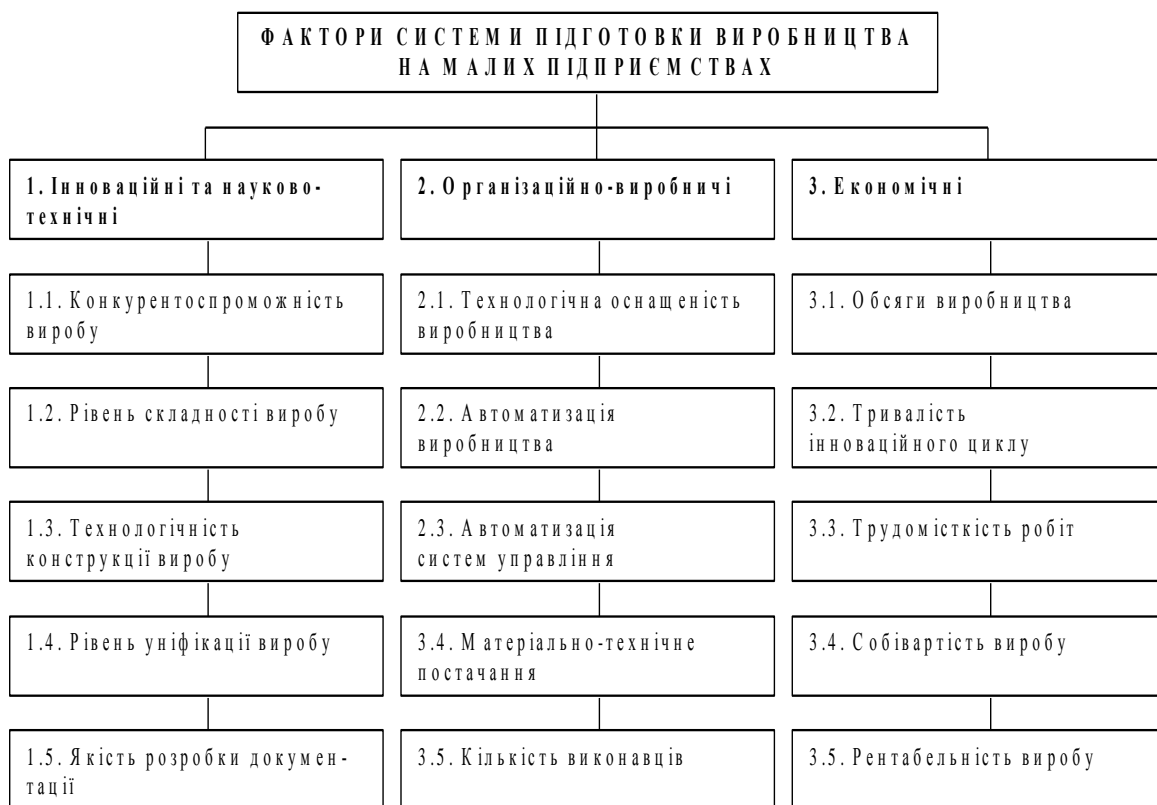 ФАКТОРИ СИСТЕМИ ПІДГОТОВКИ ВИРОБНИЦТВА
НА МАЛИХ ПІДПРИЄМСТВАХ
1. Інноваційні та науково-
технічні
2. Організаційно-виробничі
3. Економічні
1.1. Конкурентоспроможність
виробу
2.1. Технологічна оснащеність
виробництва
3.1. Обсяги виробництва
1.2. Рівень складності виробу
2.2. Автоматизація
виробництва
3.2. Тривалість
інноваційного циклу
1.3. Технологічність
конструкції виробу
2.3. Автоматизація
систем управління
3.3. Трудомісткість робіт
1.4. Рівень уніфікації виробу
3.4. Матеріально-технічне
постачання
3.4. Собівартість виробу
1.5. Якість розробки докумен-
тації
3.5. Кількість виконавців
3.5. Рентабельність виробу